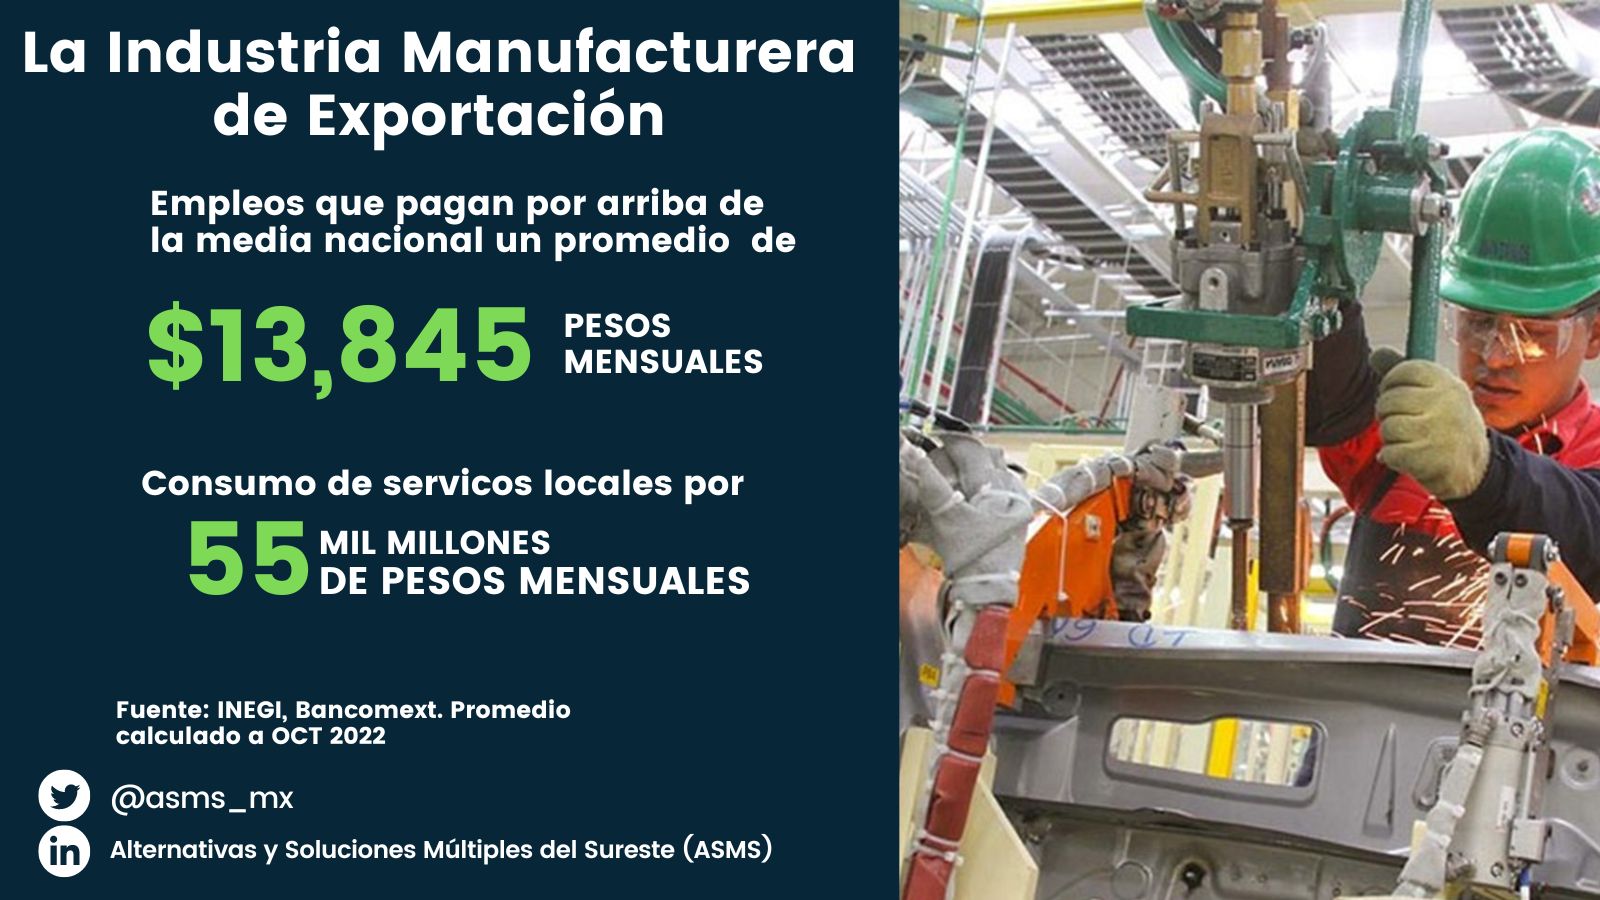 La Industria Manufacturera
de Exportación
Empleos que pagan por arriba de
la media nacional un promedio de
$13,845 PESOS
MENSUALES
Consumo de servicos locales por
55 MIL MILLONES
DE PESOS MENSUALES
Fuente: INEGI, Bancomext. Promedio
calculado a OCT 2022
@asms_mx
in Alternativas y Soluciones Múltiples del Sureste (ASMS)